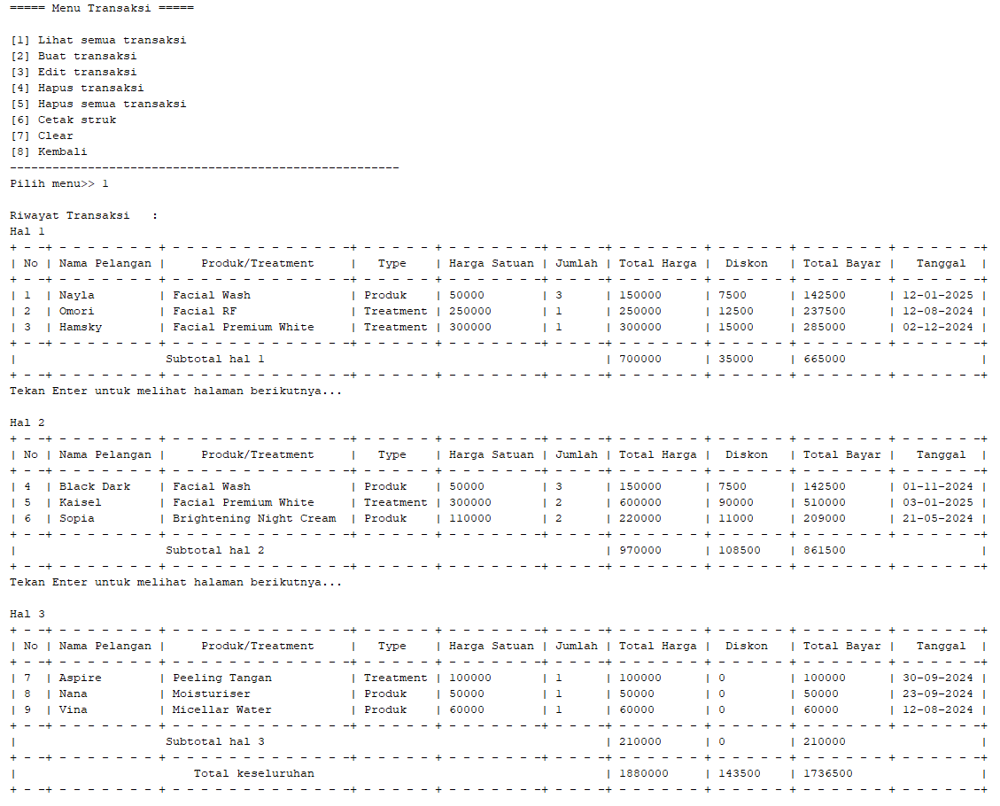 ===== Menu Transaksi =====
[1] Lihat semua transaksi
[2] Buat transaksi
[3] Edit transaksi
[4] Hapus transaksi
[5] Hapus semua transaksi
[6] Cetak struk
[7] Clear
[8] Kembali
-------------------------------------------------------
Pilih menu>> 1
Riwayat Transaksi   :
Hal 1
+ - -+ - - - - - - - + - - - - - - - - - - - - -+ - - - - - + - - - - - - -+ - - - -+ - - - - - - + - - - - - + - - - - - - + - - - - - -+
| No | Nama Pelangan |     Produk/Treatment     |   Type    | Harga Satuan | Jumlah | Total Harga |  Diskon   | Total Bayar |   Tanggal  |
+ - -+ - - - - - - - + - - - - - - - - - - - - -+ - - - - - + - - - - - - -+ - - - -+ - - - - - - + - - - - - + - - - - - - + - - - - - -+
| 1  | Nayla         | Facial Wash              | Produk    | 50000        | 3      | 150000      | 7500      | 142500      | 12-01-2025 |
| 2  | Omori         | Facial RF                | Treatment | 250000       | 1      | 250000      | 12500     | 237500      | 12-08-2024 |
| 3  | Hamsky        | Facial Premium White     | Treatment | 300000       | 1      | 300000      | 15000     | 285000      | 02-12-2024 |
+ - -+ - - - - - - - + - - - - - - - - - - - - -+ - - - - - + - - - - - - -+ - - - -+ - - - - - - + - - - - - + - - - - - - + - - - - - -+
|                     Subtotal hal 1                                                | 700000      | 35000     | 665000                   |
+ - -+ - - - - - - - + - - - - - - - - - - - - -+ - - - - - + - - - - - - -+ - - - -+ - - - - - - + - - - - - + - - - - - - + - - - - - -+
Tekan Enter untuk melihat halaman berikutnya...
Hal 2
+ - -+ - - - - - - - + - - - - - - - - - - - - -+ - - - - - + - - - - - - -+ - - - -+ - - - - - - + - - - - - + - - - - - - + - - - - - -+
| No | Nama Pelangan |     Produk/Treatment     |   Type    | Harga Satuan | Jumlah | Total Harga |  Diskon   | Total Bayar |   Tanggal  |
+ - -+ - - - - - - - + - - - - - - - - - - - - -+ - - - - - + - - - - - - -+ - - - -+ - - - - - - + - - - - - + - - - - - - + - - - - - -+
| 4  | Black Dark    | Facial Wash              | Produk    | 50000        | 3      | 150000      | 7500      | 142500      | 01-11-2024 |
| 5  | Kaisel        | Facial Premium White     | Treatment | 300000       | 2      | 600000      | 90000     | 510000      | 03-01-2025 |
| 6  | Sopia         | Brightening Night Cream  | Produk    | 110000       | 2      | 220000      | 11000     | 209000      | 21-05-2024 |
+ - -+ - - - - - - - + - - - - - - - - - - - - -+ - - - - - + - - - - - - -+ - - - -+ - - - - - - + - - - - - + - - - - - - + - - - - - -+
|                     Subtotal hal 2                                                | 970000      | 108500    | 861500                   |
+ - -+ - - - - - - - + - - - - - - - - - - - - -+ - - - - - + - - - - - - -+ - - - -+ - - - - - - + - - - - - + - - - - - - + - - - - - -+
Tekan Enter untuk melihat halaman berikutnya...
Hal 3
+ - -+ - - - - - - - + - - - - - - - - - - - - -+ - - - - - + - - - - - - -+ - - - -+ - - - - - - + - - - - - + - - - - - - + - - - - - -+
| No | Nama Pelangan |     Produk/Treatment     |   Type    | Harga Satuan | Jumlah | Total Harga |  Diskon   | Total Bayar |   Tanggal  |
+ - -+ - - - - - - - + - - - - - - - - - - - - -+ - - - - - + - - - - - - -+ - - - -+ - - - - - - + - - - - - + - - - - - - + - - - - - -+
| 7  | Aspire        | Peeling Tangan           | Treatment | 100000       | 1      | 100000      | 0         | 100000      | 30-09-2024 |
| 8  | Nana          | Moisturiser              | Produk    | 50000        | 1      | 50000       | 0         | 50000       | 23-09-2024 |
| 9  | Vina          | Micellar Water           | Produk    | 60000        | 1      | 60000       | 0         | 60000       | 12-08-2024 |
+ - -+ - - - - - - - + - - - - - - - - - - - - -+ - - - - - + - - - - - - -+ - - - -+ - - - - - - + - - - - - + - - - - - - + - - - - - -+
|                     Subtotal hal 3                                                | 210000      | 0         | 210000                   |
+ - -+ - - - - - - - + - - - - - - - - - - - - -+ - - - - - + - - - - - - -+ - - - -+ - - - - - - + - - - - - + - - - - - - + - - - - - -+
|                         Total keseluruhan                                         | 1880000     | 143500    | 1736500                  |
+ - -+ - - - - - - - + - - - - - - - - - - - - -+ - - - - - + - - - - - - -+ - - - -+ - - - - - - + - - - - - + - - - - - - + - - - - - -+